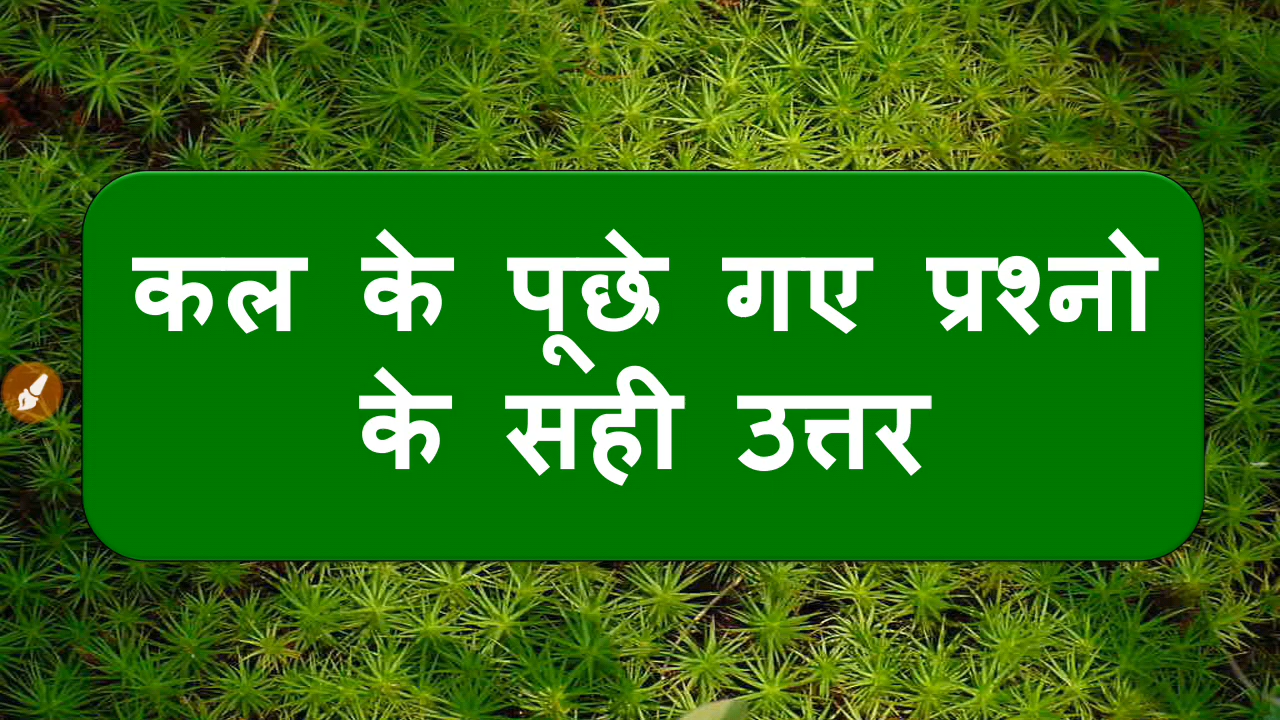 कल के पूछे गए प्रश्नो
के सही उत्तर